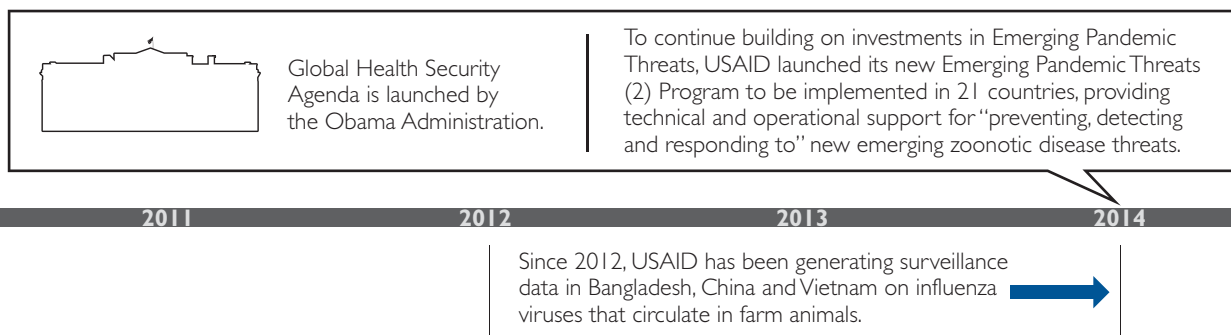 Global Health Security
Agenda is launched by
the Obama Administration.
To continue building on investments in Emerging Pandemic
Threats, USAID launched its new Emerging Pandemic Threats
(2) Program to be implemented in 21 countries, providing
technical and operational support for “preventing, detecting
and responding to” new emerging zoonotic disease threats.
2011 2012 2013 2014
Since 2012, USAID has been generating surveillance
data in Bangladesh, China and Vietnam on influenza
viruses that circulate in farm animals.